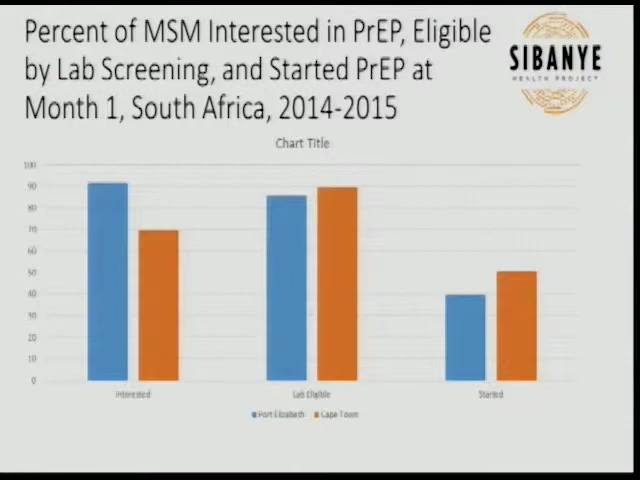 Percent of MSM Interested in PrEP, Eligible
by Lab Screening, and Started PrEP at
Month 1, South Africa, 2014-2015
SIBANYE
HEALTH PROJECT
Chart Title
100
90
80
70
60
50
40
30
20
10
0
Interested
Lab Eligible
Started
Port Elizabeth
Cape Town